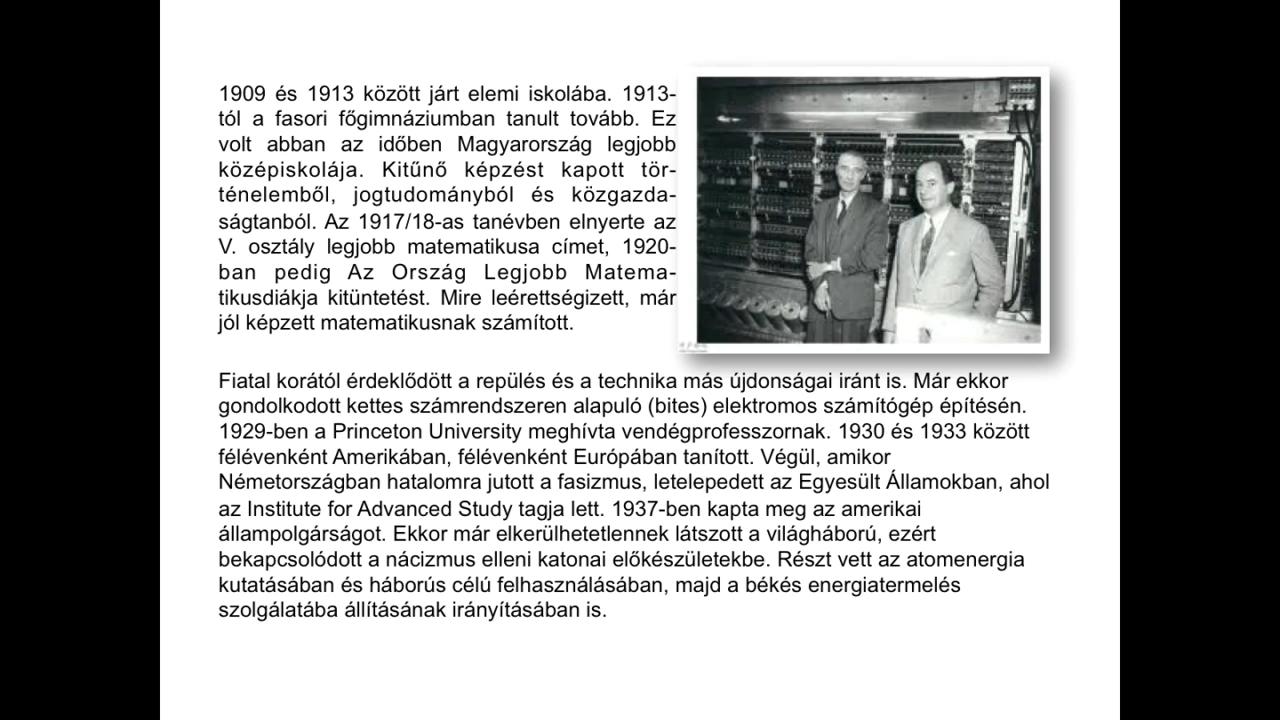 1909 és 1913 között járt elemi iskolába. 1913-
tól a fasori főgimnáziumban tanult tovább. Ez
volt abban az időben Magyarország legjobb
középiskolája. Kitűnő képzést kapott tör-
ténelemből, jogtudományból és közgazda-
ságtanból. Az 1917/18-as tanévben elnyerte az
V. osztály legjobb matematikusa címet, 1920-
ban pedig Az Ország Legjobb Matema-
tikusdiákja kitüntetést. Mire leérettségizett, már
jól képzett matematikusnak számított.
Fiatal korától érdeklődött a repülés és a technika más újdonságai iránt is. Már ekkor
gondolkodott kettes számrendszeren alapuló (bites) elektromos számítógép építésén.
1929-ben a Princeton University meghívta vendégprofesszornak. 1930 és 1933 között
félévenként Amerikában, félévenként Európában tanított. Végül, amikor
Németországban hatalomra jutott a fasizmus, letelepedett az Egyesült Államokban, ahol
az Institute for Advanced Study tagja lett. 1937-ben kapta meg az amerikai
állampolgárságot. Ekkor már elkerülhetetlennek látszott a világháború, ezért
bekapcsolódott a nácizmus elleni katonai előkészületekbe. Részt vett az atomenergia
kutatásában és háborús célú felhasználásában, majd a békés energiatermelés
szolgálatába állításának irányításában is.